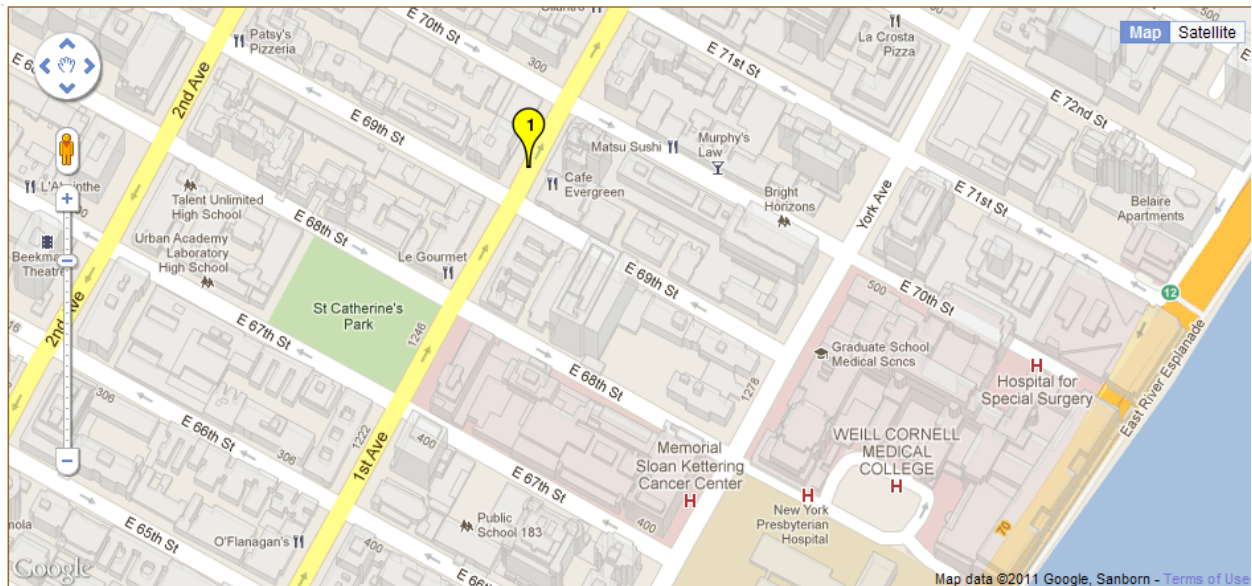 E 70th St
Cilantro
500
La Crosta
Pizza
Map
Satellite
Patsy's
Pizzeria
2nd Ave
300
E 71st St
E 72nd St
E 69th St
1
Matsu Sushi
Murphy's
Law
Cafe
Evergreen
L'Absinthe
Talent Unlimited
High School
Bright
Horizons
York Ave
E 71st St
Belaire
Apartments
E 68th St
Urban Academy
Laboratory
High School
Beekman
Theatre
Le Gourmet
E 69th St
E 70th St
500
12
2nd Ave
St Catherine's
Park
1246
E 67th St
Graduate School
Medical Scncs
H
Hospital for
Special Surgery
East River Esplanade
306
E 66th St
306
1222
1st Ave
400
E 68th St
1278
Memorial
Sloan Kettering
Cancer Center
H
WEILL CORNELL
MEDICAL
COLLEGE
H
H
New York
Presbyterian
Hospital
E 67th St
400
70
Public
School 183
E 65th St
O'Flanagan's
400
E 66th St
Google
Map data ©2011 Google, Sanborn - Terms of Use